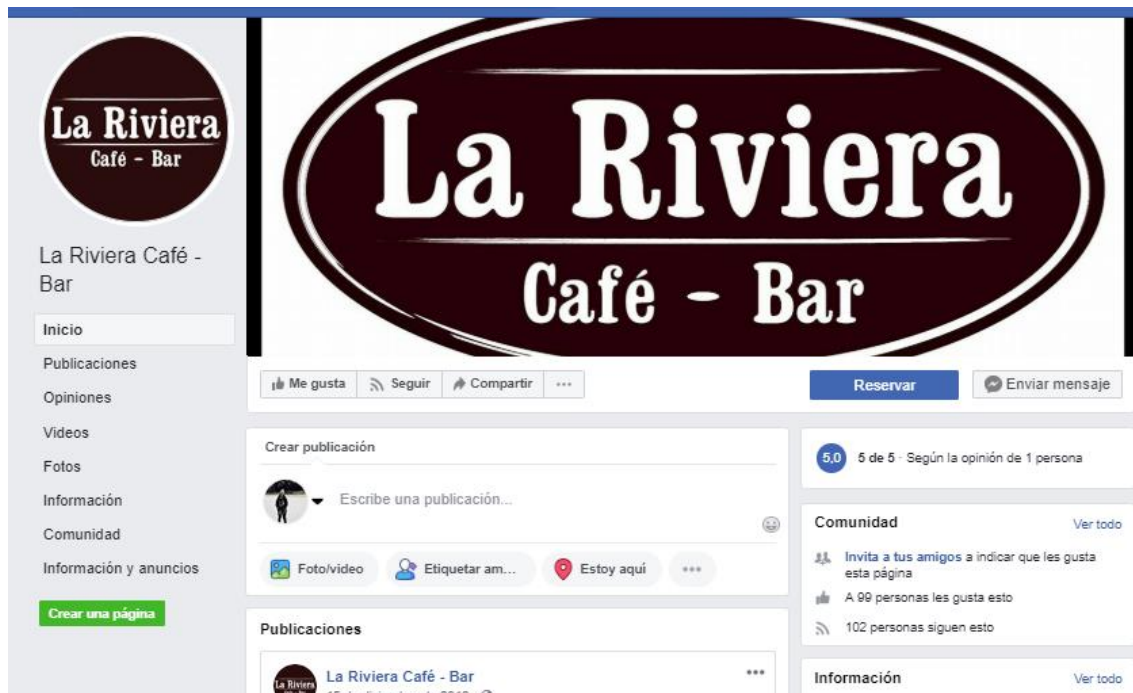 La Riviera
Café - Bar
La Riviera Café -
Bar
Inicio
Publicaciones
Opiniones
Videos
Fotos
Información
Comunidad
Información y anuncios
Crear una página
La Riviera
Café - Bar
Me gusta
Seguir
Compartir
...
Reservar
Enviar mensaje
Crear publicación
Escribe una publicación...
Foto/video
Etiquetar am...
Estoy aquí
...
Publicaciones
La Riviera
La Riviera Café - Bar
...
5,0
5 de 5 · Según la opinión de 1 persona
Comunidad
Ver todo
Invita a tus amigos a indicar que les gusta
esta página
A 99 personas les gusta esto
102 personas siguen esto
Información
Ver todo